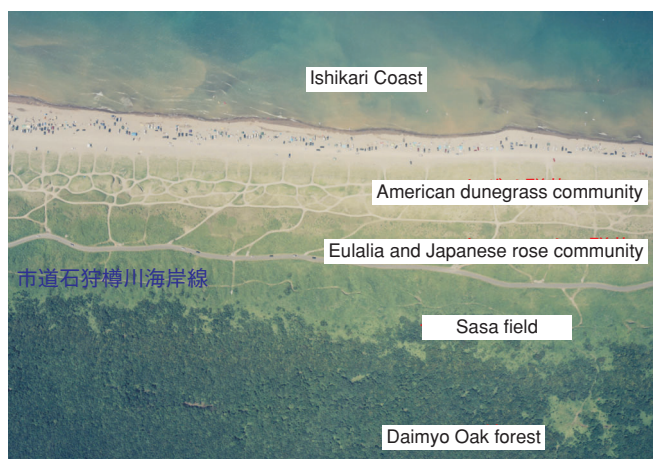 Ishikari Coast
American dunegrass community
Eulalia and Japanese rose community
市道石狩樽川海岸線
Sasa field
Daimyo Oak forest